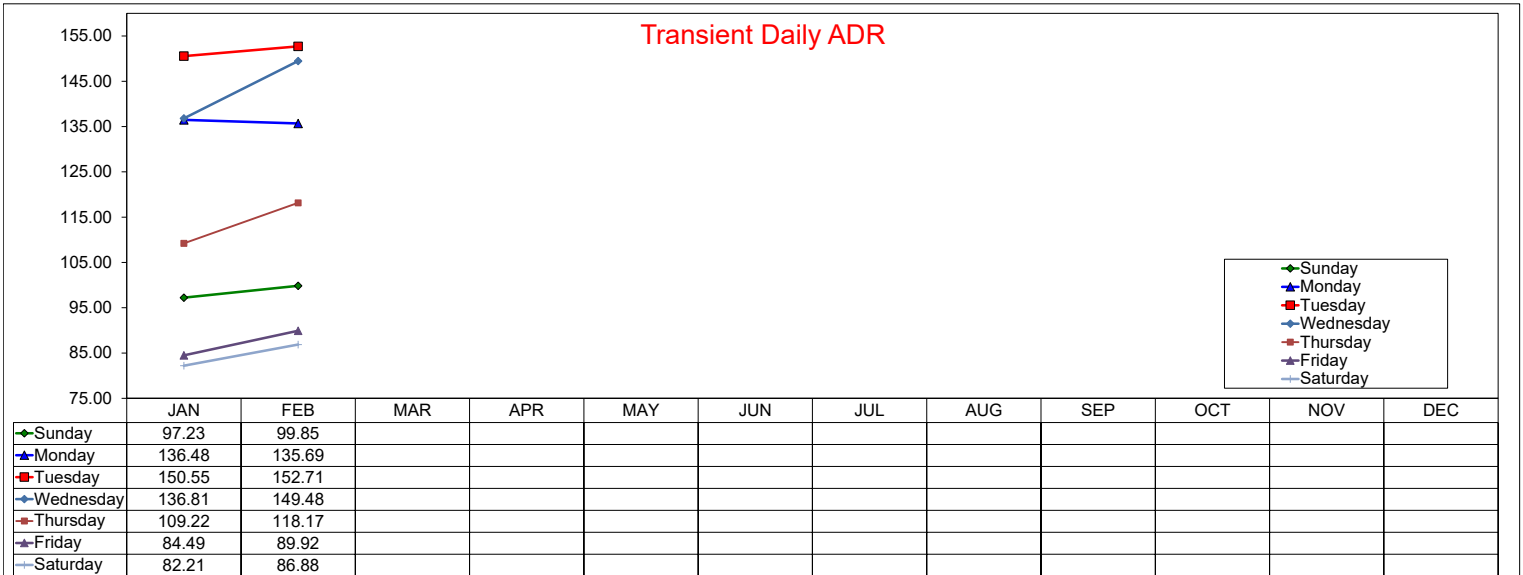 Transient Daily ADR
155.00
145.00
135.00
125.00
115.00
105.00
95.00
85.00
75.00
Sunday
Monday
Tuesday
Wednesday
Thursday
Friday
Saturday
JAN FEB MAR APR MAY JUN JUL AUG SEP OCT NOV DEC
Sunday 97.23 99.85
Monday 136.48 135.69
Tuesday 150.55 152.71
Wednesday 136.81 149.48
Thursday 109.22 118.17
Friday 84.49 89.92
Saturday 82.21 86.88